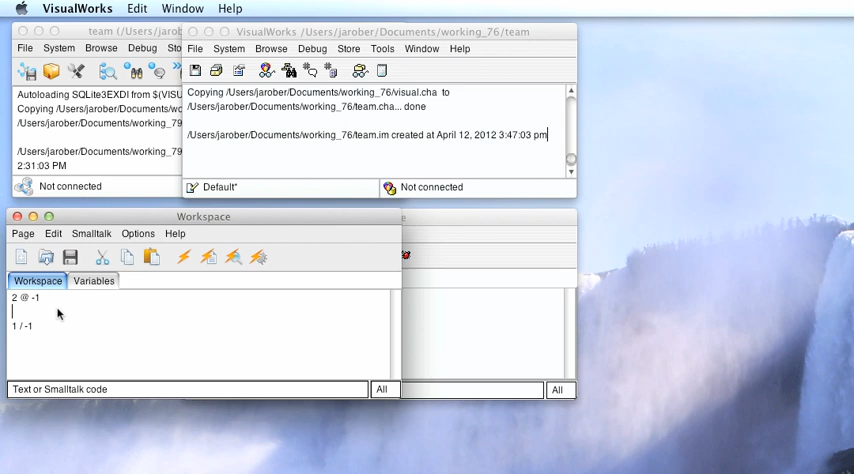 VisualWorks Edit Window Help
team (/Users/jarob
File System Browse Debug
Autoloading SQLite3EXDI from $(VISU
Copying /Users/jarober/Documents/wo
/Users/jarober/Documents/working_79
/Users/jarober/Documents/working_79
2:31:03 PM
Not connected
VisualWorks /Users/jarober/Documents/working_76/team
File System Browse Debug Store Tools Window Help
Copying /Users/jarober/Documents/working_76/visual.cha to
/Users/jarober/Documents/working_76/team.cha... done
/Users/jarober/Documents/working_76/team.im created at April 12, 2012 3:47:03 pm
Default*
Not connected
Workspace
Page Edit Smalltalk Options Help
Workspace Variables
2 @ -1
1 / -1
Text or Smalltalk code
All
All